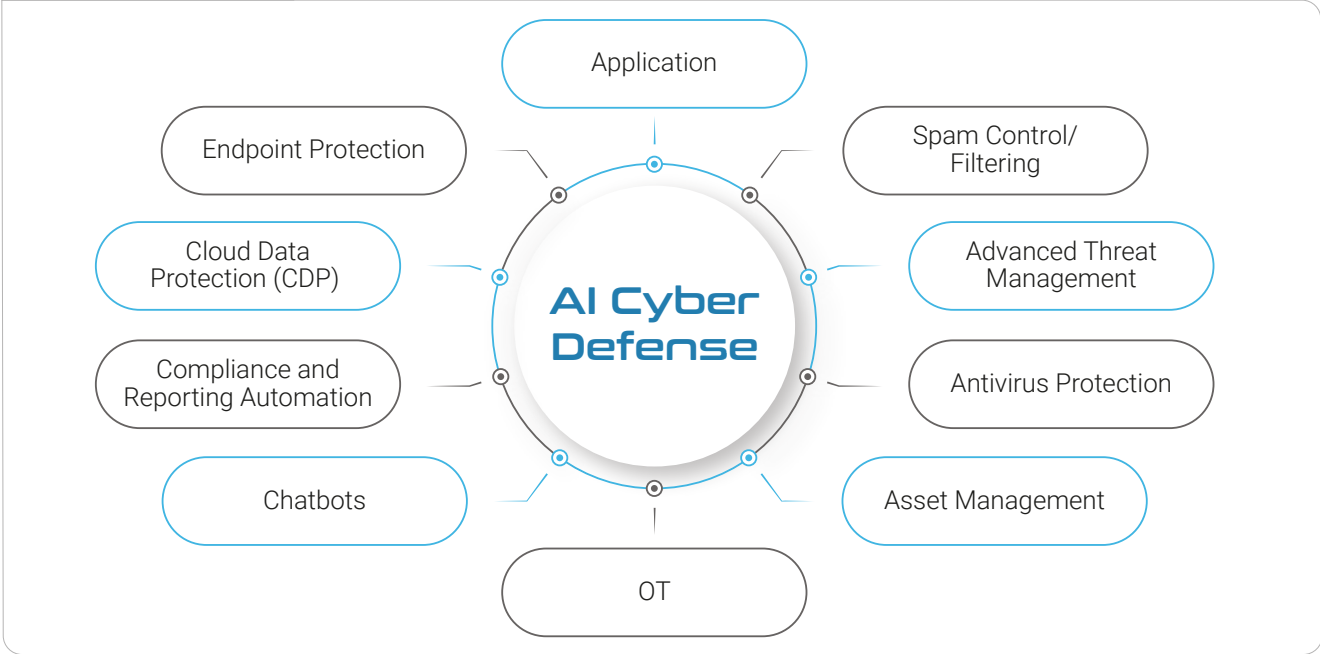 Application
Endpoint Protection
Spam Control/
Filtering
Cloud Data
Protection (CDP)
Advanced Threat
Management
AI Cyber
Defense
Compliance and
Reporting Automation
Antivirus Protection
Chatbots
Asset Management
OT